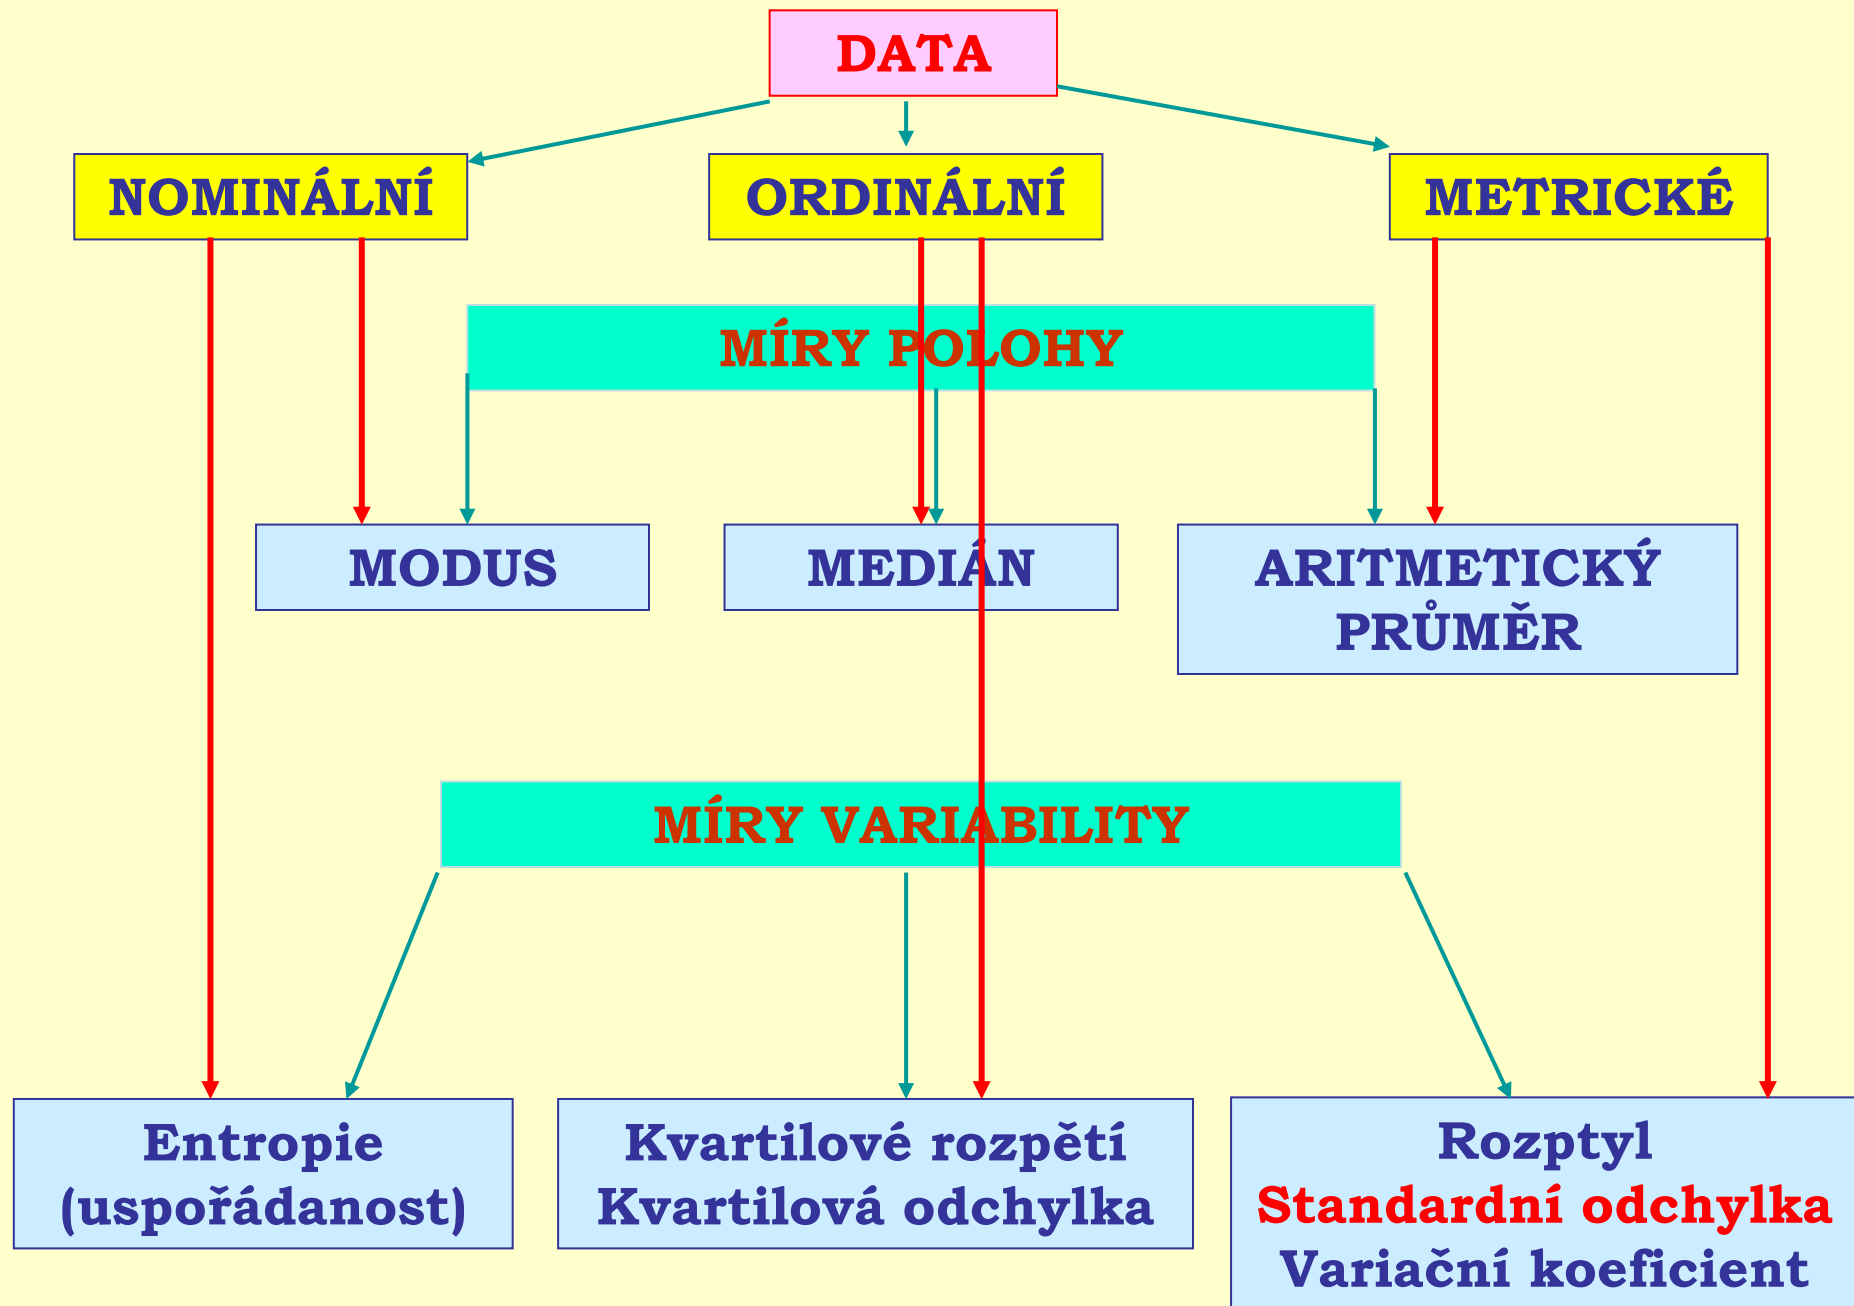 DATA
NOMINÁLNÍ
ORDINÁLNÍ
METRICKÉ
MÍRY POLOHY
MODUS
MEDIÁN
ARITMETICKÝ
PRŮMĚR
MÍRY VARIABILITY
Entropie
(uspořádanost)
Kvartilové rozpětí
Kvartilová odchylka
Rozptyl
Standardní odchylka
Variační koeficient